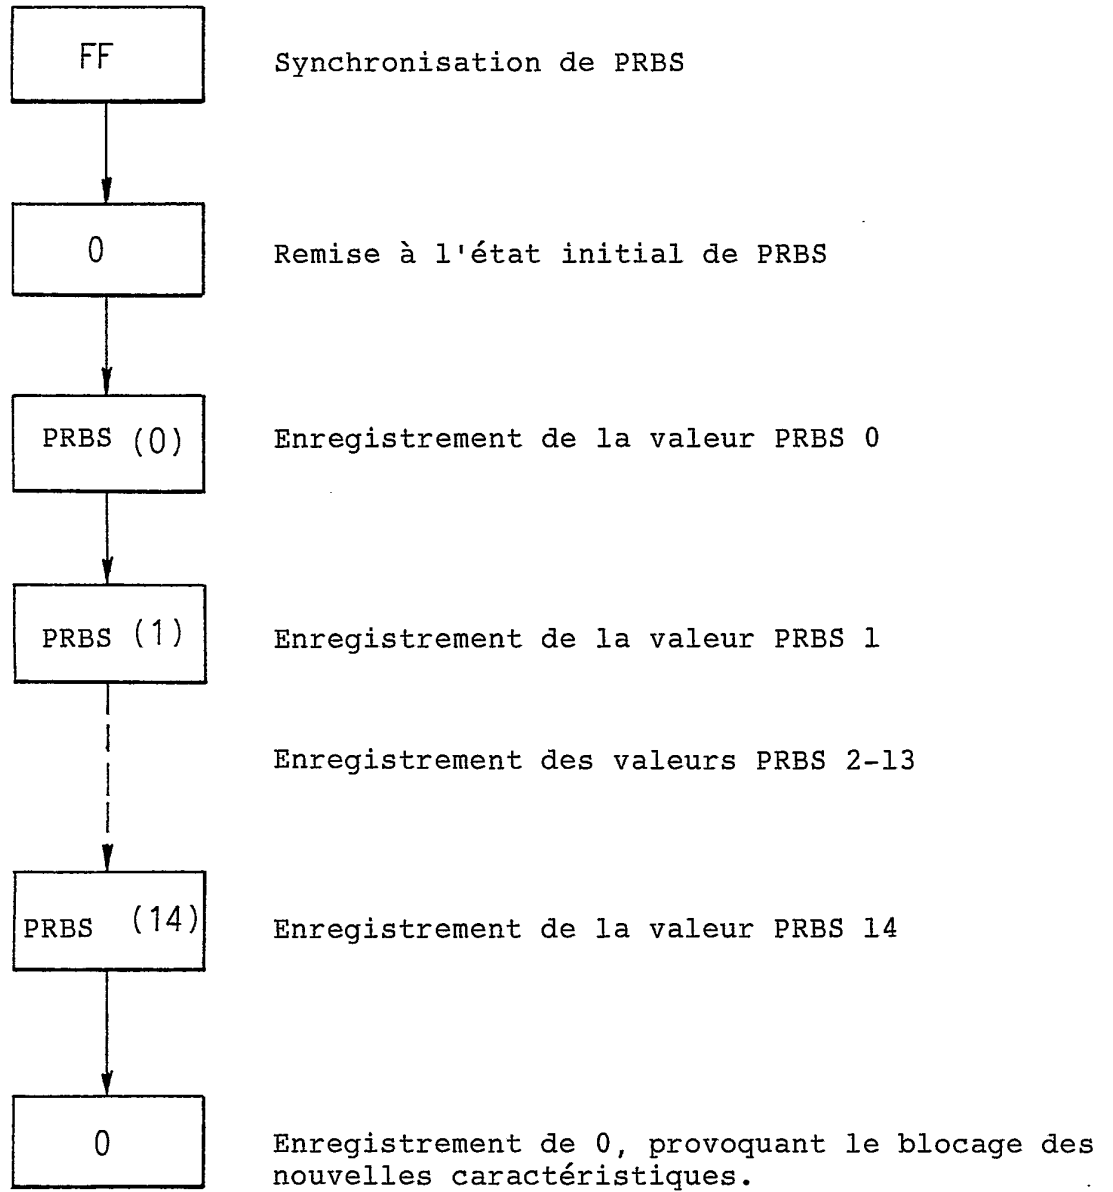 FF
Synchronisation de PRBS
0
Remise à l'état initial de PRBS
PRBS (0)
Enregistrement de la valeur PRBS 0
PRBS (1)
Enregistrement de la valeur PRBS 1
Enregistrement des valeurs PRBS 2-13
PRBS (14)
Enregistrement de la valeur PRBS 14
0
Enregistrement de 0, provoquant le blocage des
nouvelles caractéristiques.